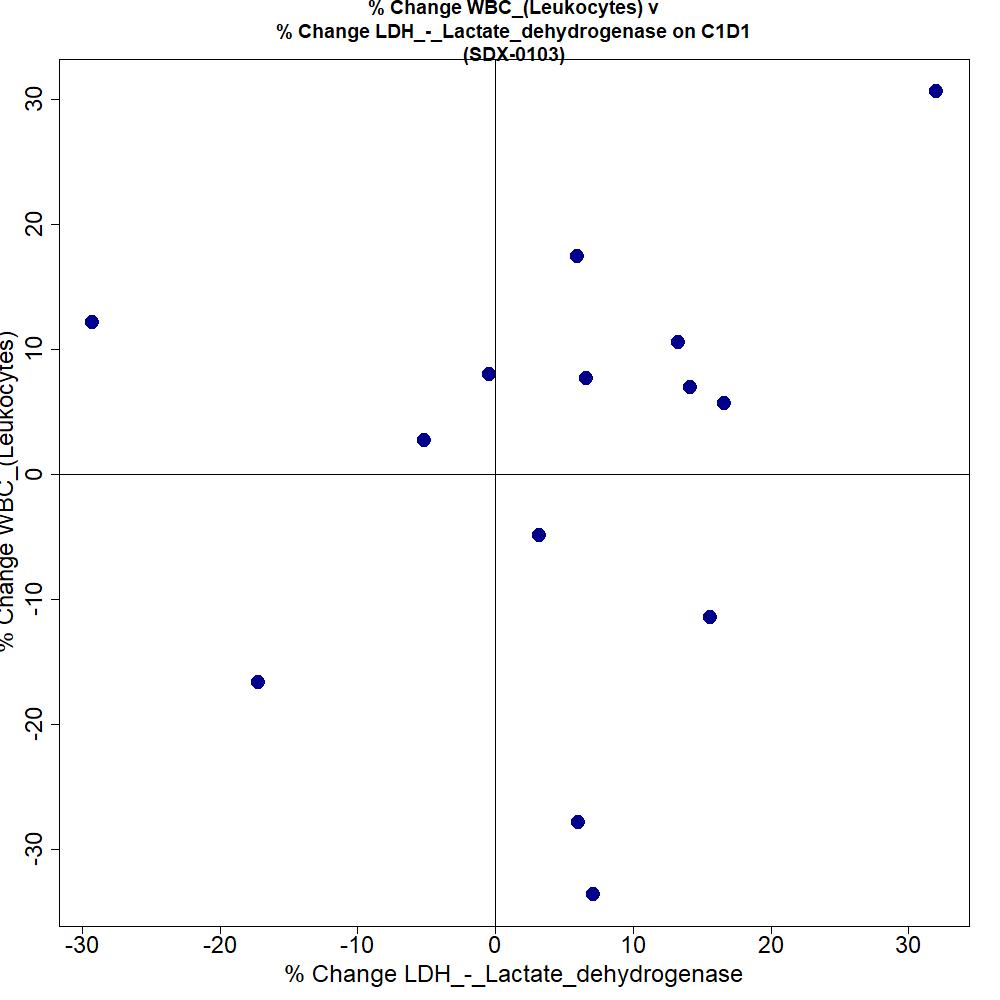 % Change WBC_(Leukocytes) v
% Change LDH_-_Lactate_dehydrogenase on C1D1
(SDX-0103)
% Change WBC_(Leukocytes)
30
20
10
0
-10
-20
-30
-30 -20 -10 0 10 20 30
% Change LDH_-_Lactate_dehydrogenase